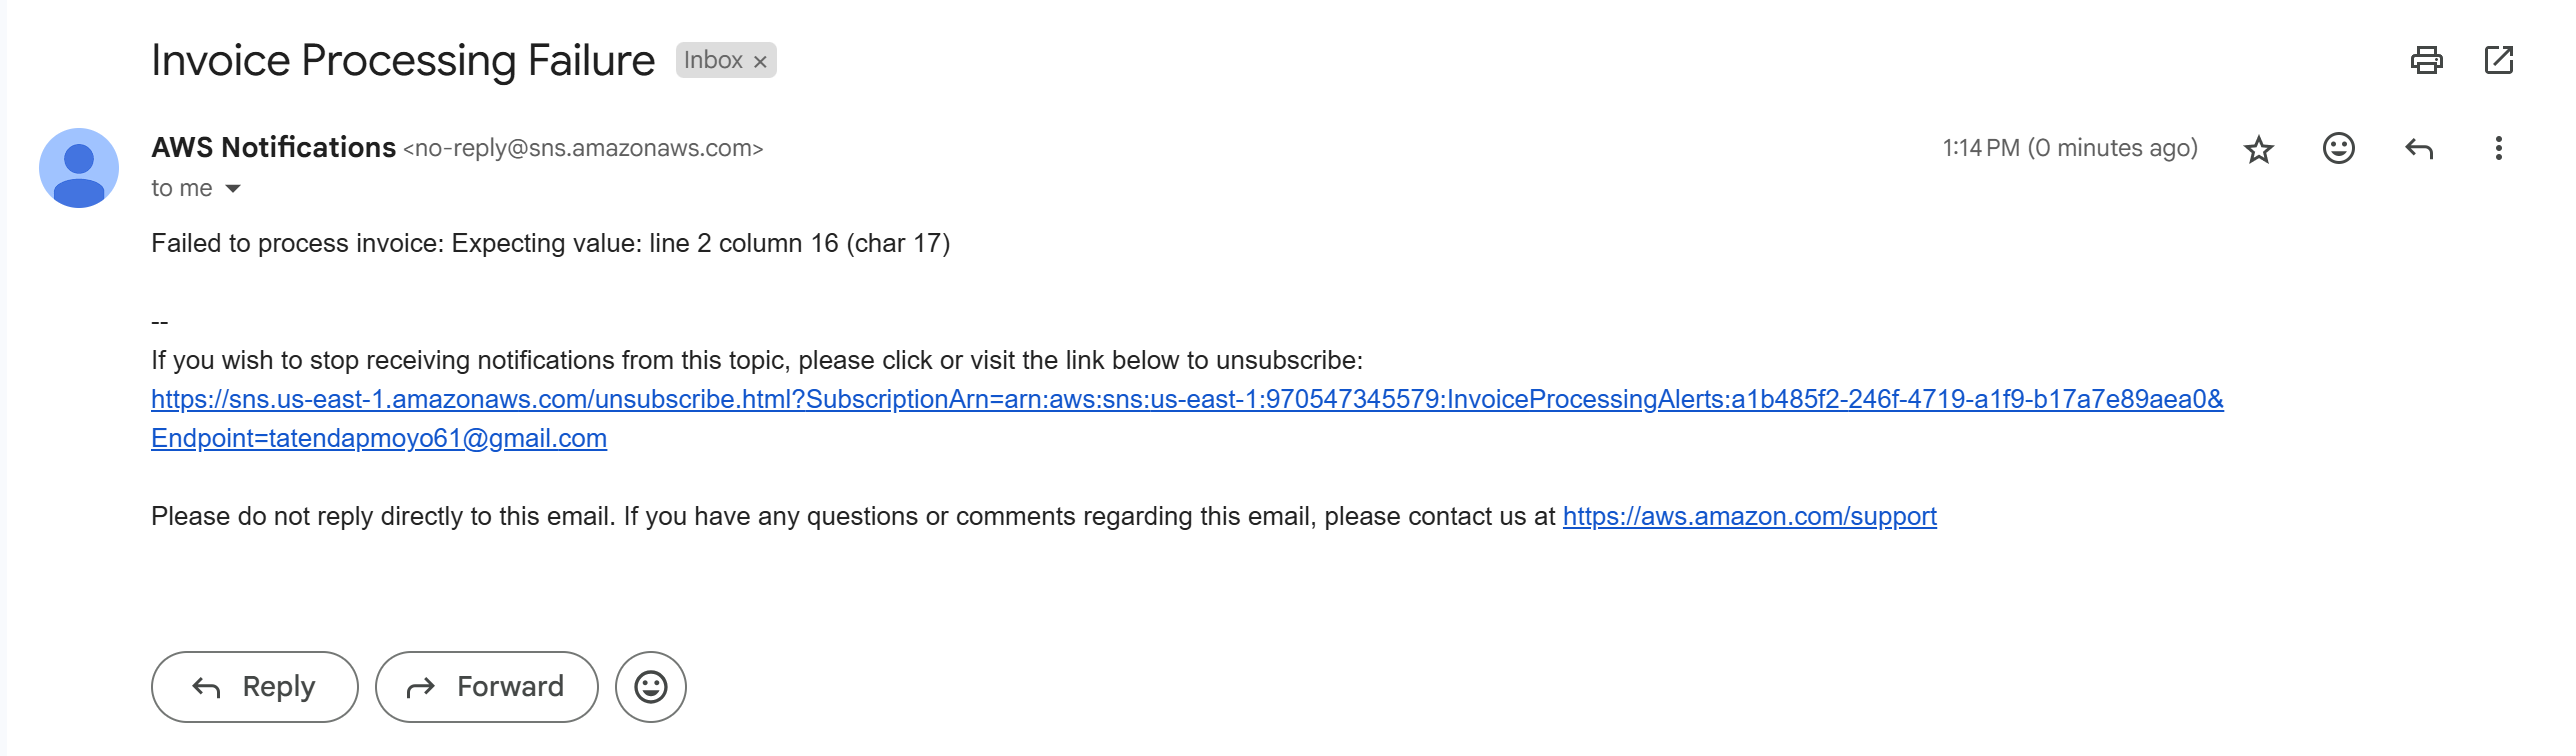 Invoice Processing Failure Inbox ×
AWS Notifications <no-reply@sns.amazonaws.com> 1:14 PM (0 minutes ago)
to me
Failed to process invoice: Expecting value: line 2 column 16 (char 17)
--
If you wish to stop receiving notifications from this topic, please click or visit the link below to unsubscribe:
https://sns.us-east-1.amazonaws.com/unsubscribe.html?SubscriptionArn=arn:aws:sns:us-east-1:970547345579:InvoiceProcessingAlerts:a1b485f2-246f-4719-a1f9-b17a7e89aea0&
Endpoint=tatendapmoyo61@gmail.com
Please do not reply directly to this email. If you have any questions or comments regarding this email, please contact us at https://aws.amazon.com/support
Reply Forward